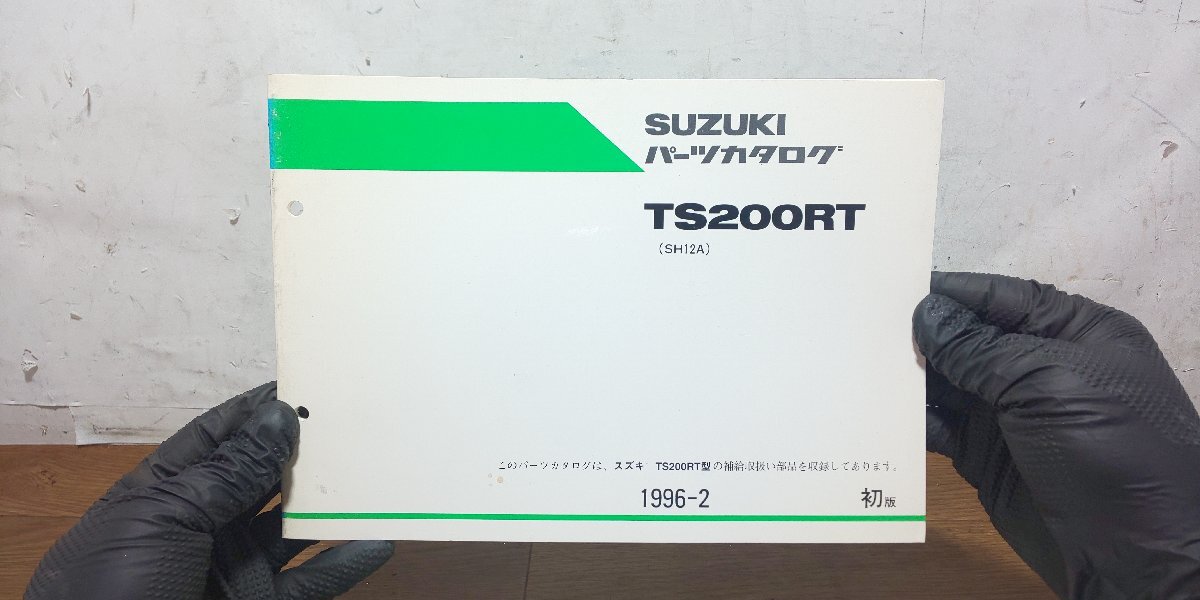 SUZUKI
パーツカタログ
TS200RT
(SH12A)
このパーツカタログは、スズキ TS200RT型の補給取扱い部品を収録してあります。
1996-2 初版